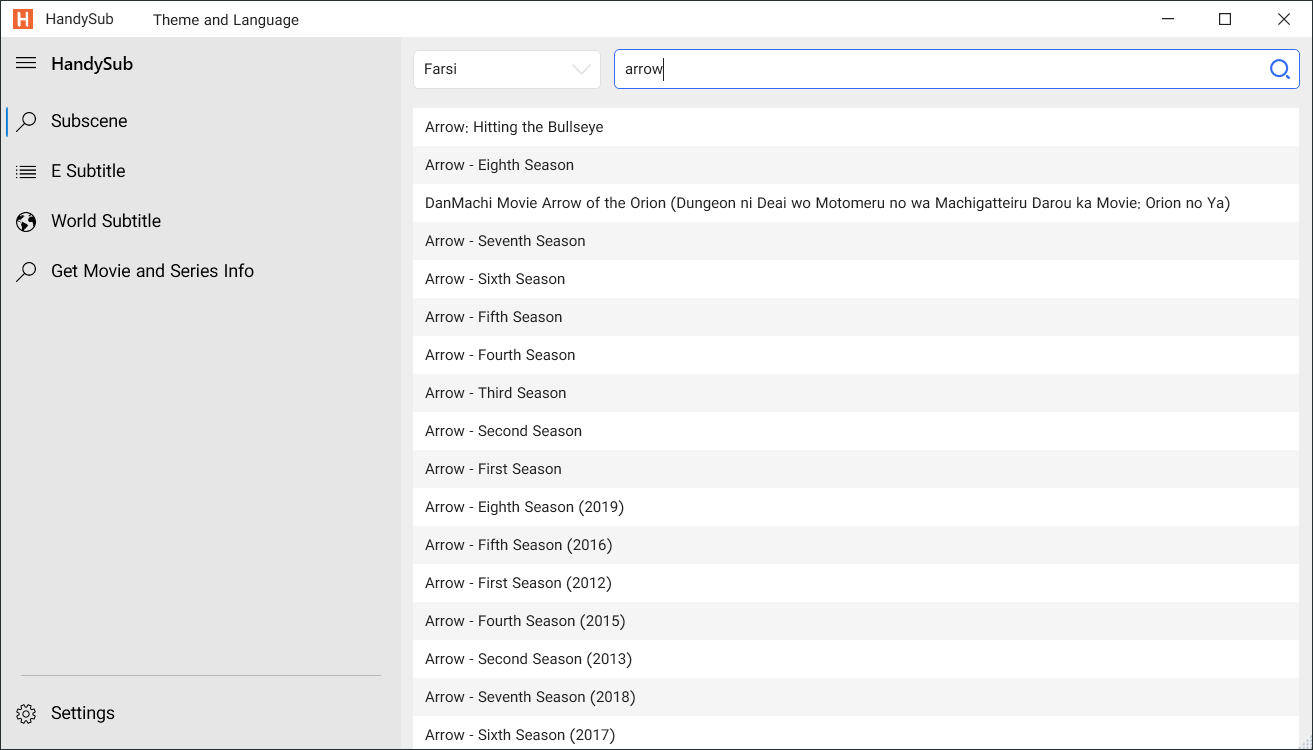 H HandySub Theme and Language
HandySub
Subscene
E Subtitle
World Subtitle
Get Movie and Series Info
Settings
Farsi
arrow
Arrow: Hitting the Bullseye
Arrow - Eighth Season
DanMachi Movie Arrow of the Orion (Dungeon ni Deai wo Motomeru no wa Machigatteiru Darou ka Movie: Orion no Ya)
Arrow - Seventh Season
Arrow - Sixth Season
Arrow - Fifth Season
Arrow - Fourth Season
Arrow - Third Season
Arrow - Second Season
Arrow - First Season
Arrow - Eighth Season (2019)
Arrow - Fifth Season (2016)
Arrow - First Season (2012)
Arrow - Fourth Season (2015)
Arrow - Second Season (2013)
Arrow - Seventh Season (2018)
Arrow - Sixth Season (2017)